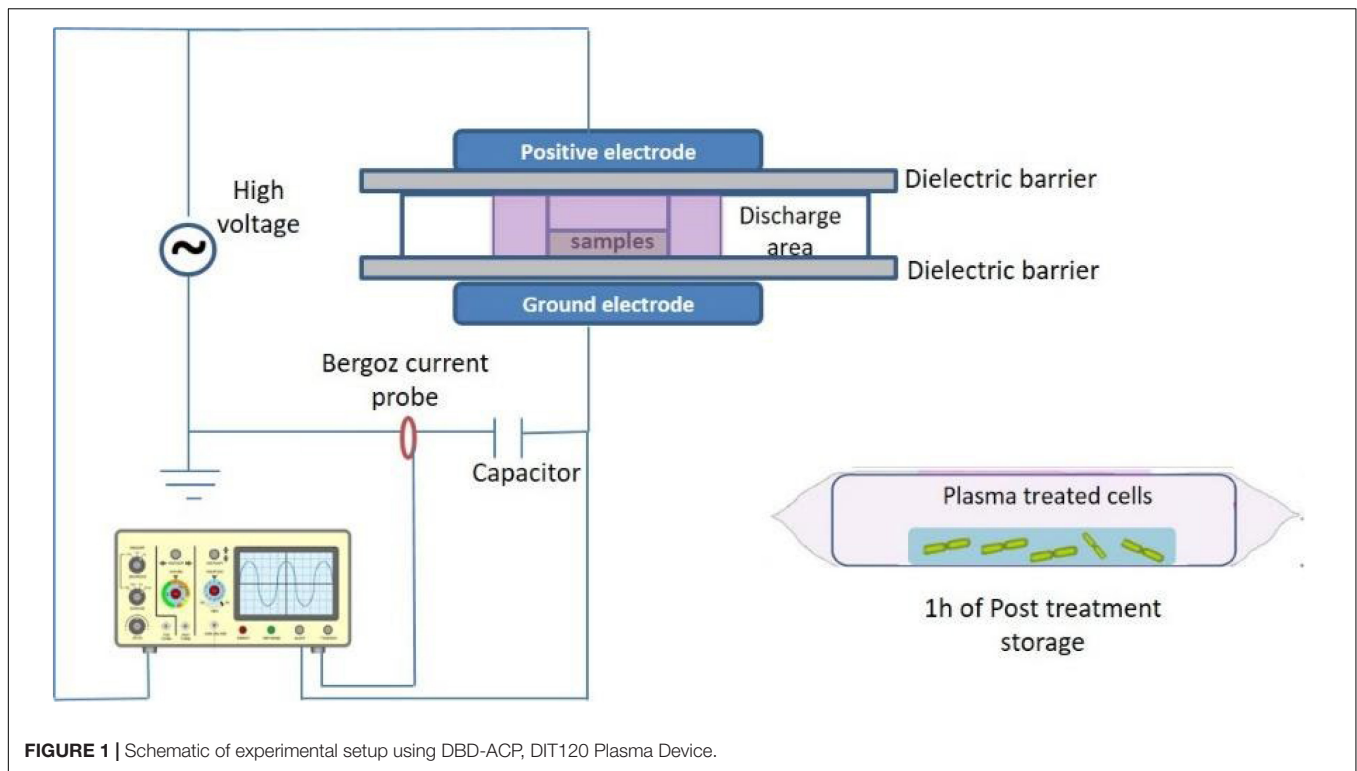 High
voltage
Positive electrode
Dielectric barrier
samples
Discharge
area
Dielectric barrier
Ground electrode
Bergoz current
probe
Capacitor
Plasma treated cells
1h of Post treatment
storage
FIGURE 1 | Schematic of experimental setup using DBD-ACP, DIT120 Plasma Device.